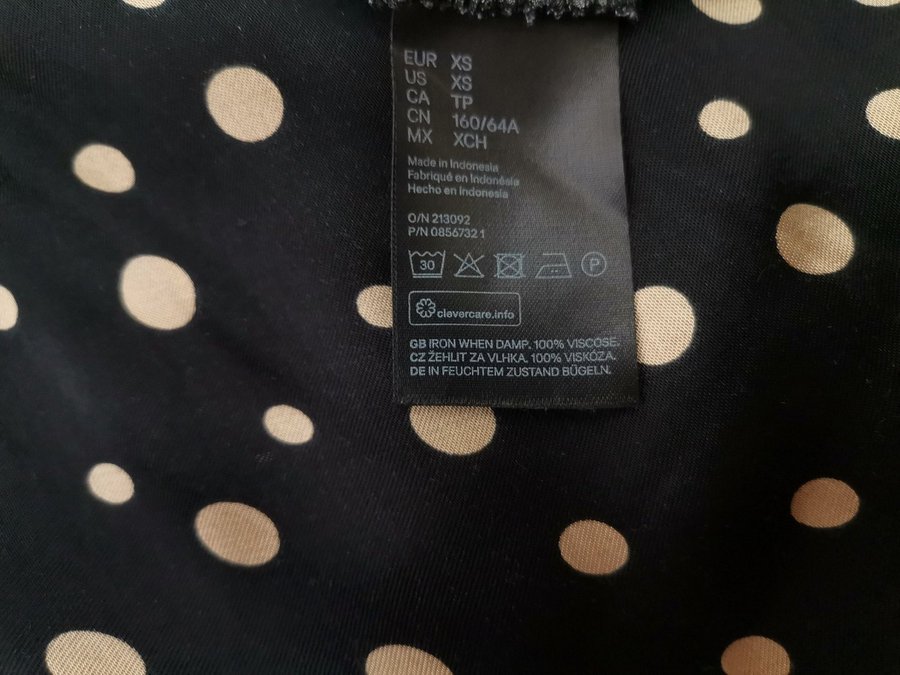 EUR XS
US XS
CA TP
CN 160/64A
MX XCH
Made in Indonesia
Fabriqué en Indonésie
Hecho en Indonesia
O/N 213092
P/N 0856732 1
30 P
clevercare.info
GB IRON WHEN DAMP. 100% VISCOSE.
CZ ŽEHLIT ZA VLHKA. 100% VISKÓZA.
DE IN FEUCHTEM ZUSTAND BÜGELN.